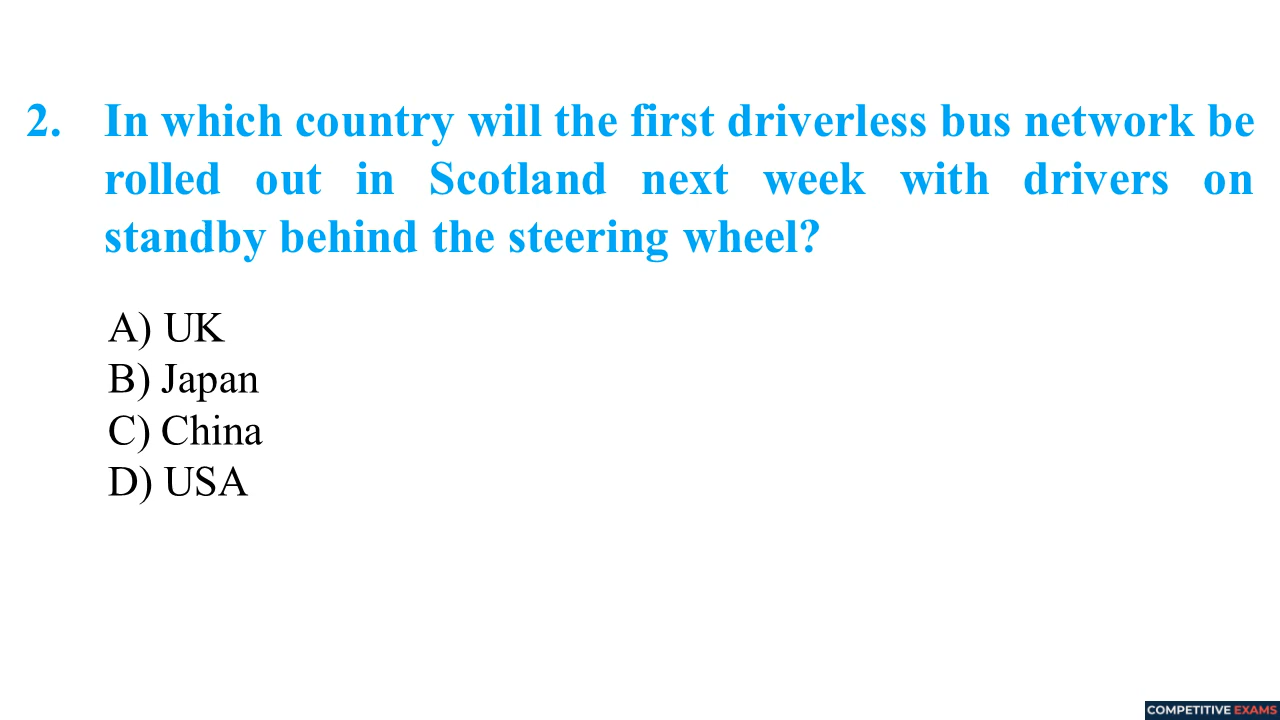 2. In which country will the first driverless bus network be
rolled out in Scotland next week with drivers on
standby behind the steering wheel?
A) UK
B) Japan
C) China
D) USA
COMPETITIVE EXAMS